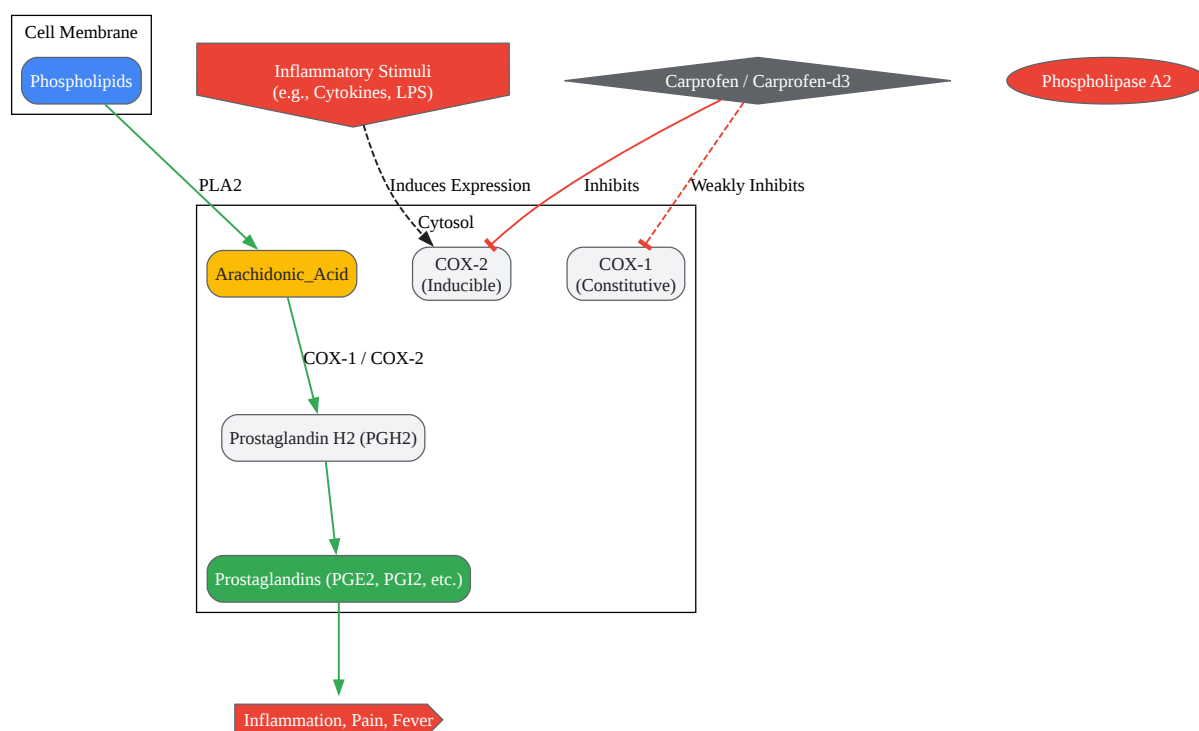 Cell Membrane
Phospholipids
Inflammatory Stimuli
(e.g., Cytokines, LPS)
Carprofen / Carprofen-d3
Phospholipase A2
PLA2
Induces Expression
Inhibits
Weakly Inhibits
Cytosol
Arachidonic_Acid
COX-2
(Inducible)
COX-1
(Constitutive)
COX-1 / COX-2
Prostaglandin H2 (PGH2)
Prostaglandins (PGE2, PGI2, etc.)
Inflammation, Pain, Fever